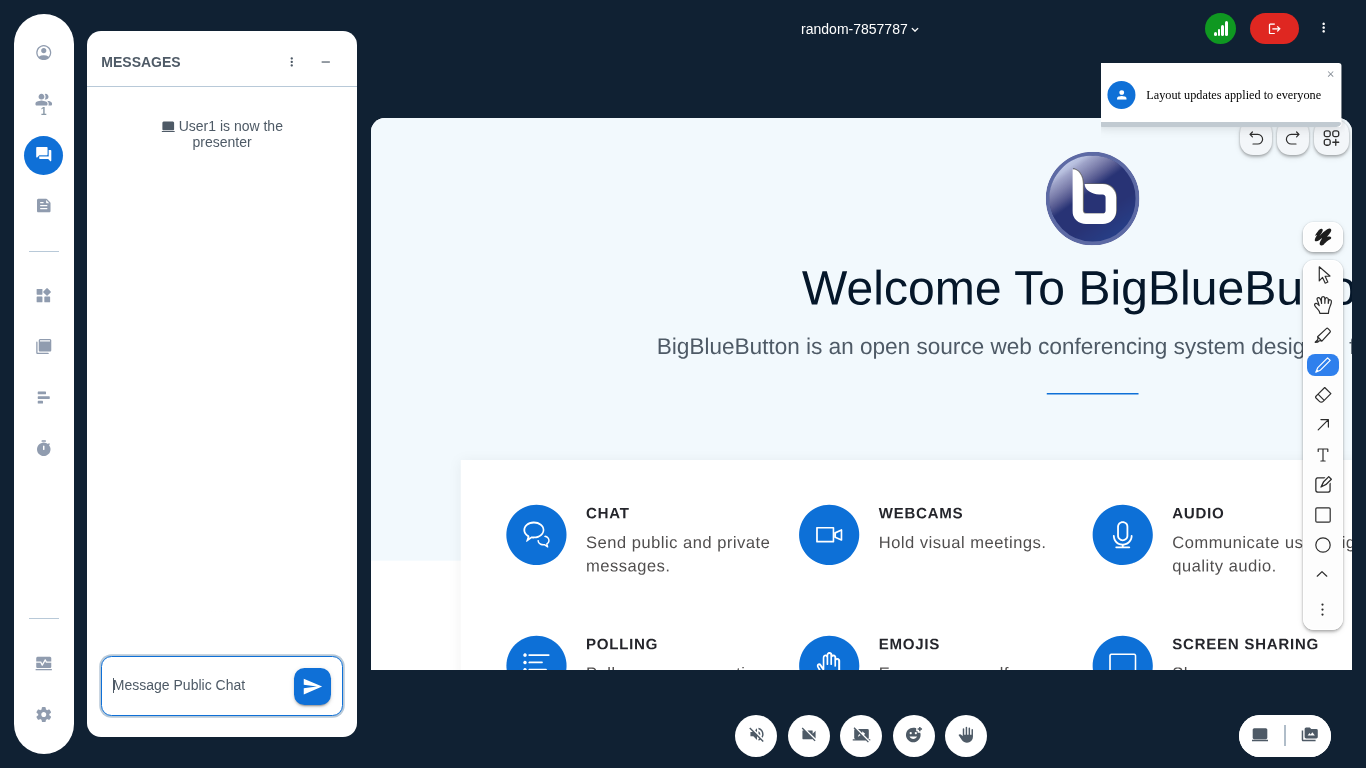 random-7857787
1
MESSAGES
User1 is now the
presenter
Message Public Chat
Layout updates applied to everyone
Welcome To BigBlueBu
BigBlueButton is an open source web conferencing system
CHAT
Send public and private
messages.
WEBCAMS
Hold visual meetings.
AUDIO
Communicate
quality audio.
POLLING
EMOJIS
SCREEN SHARING